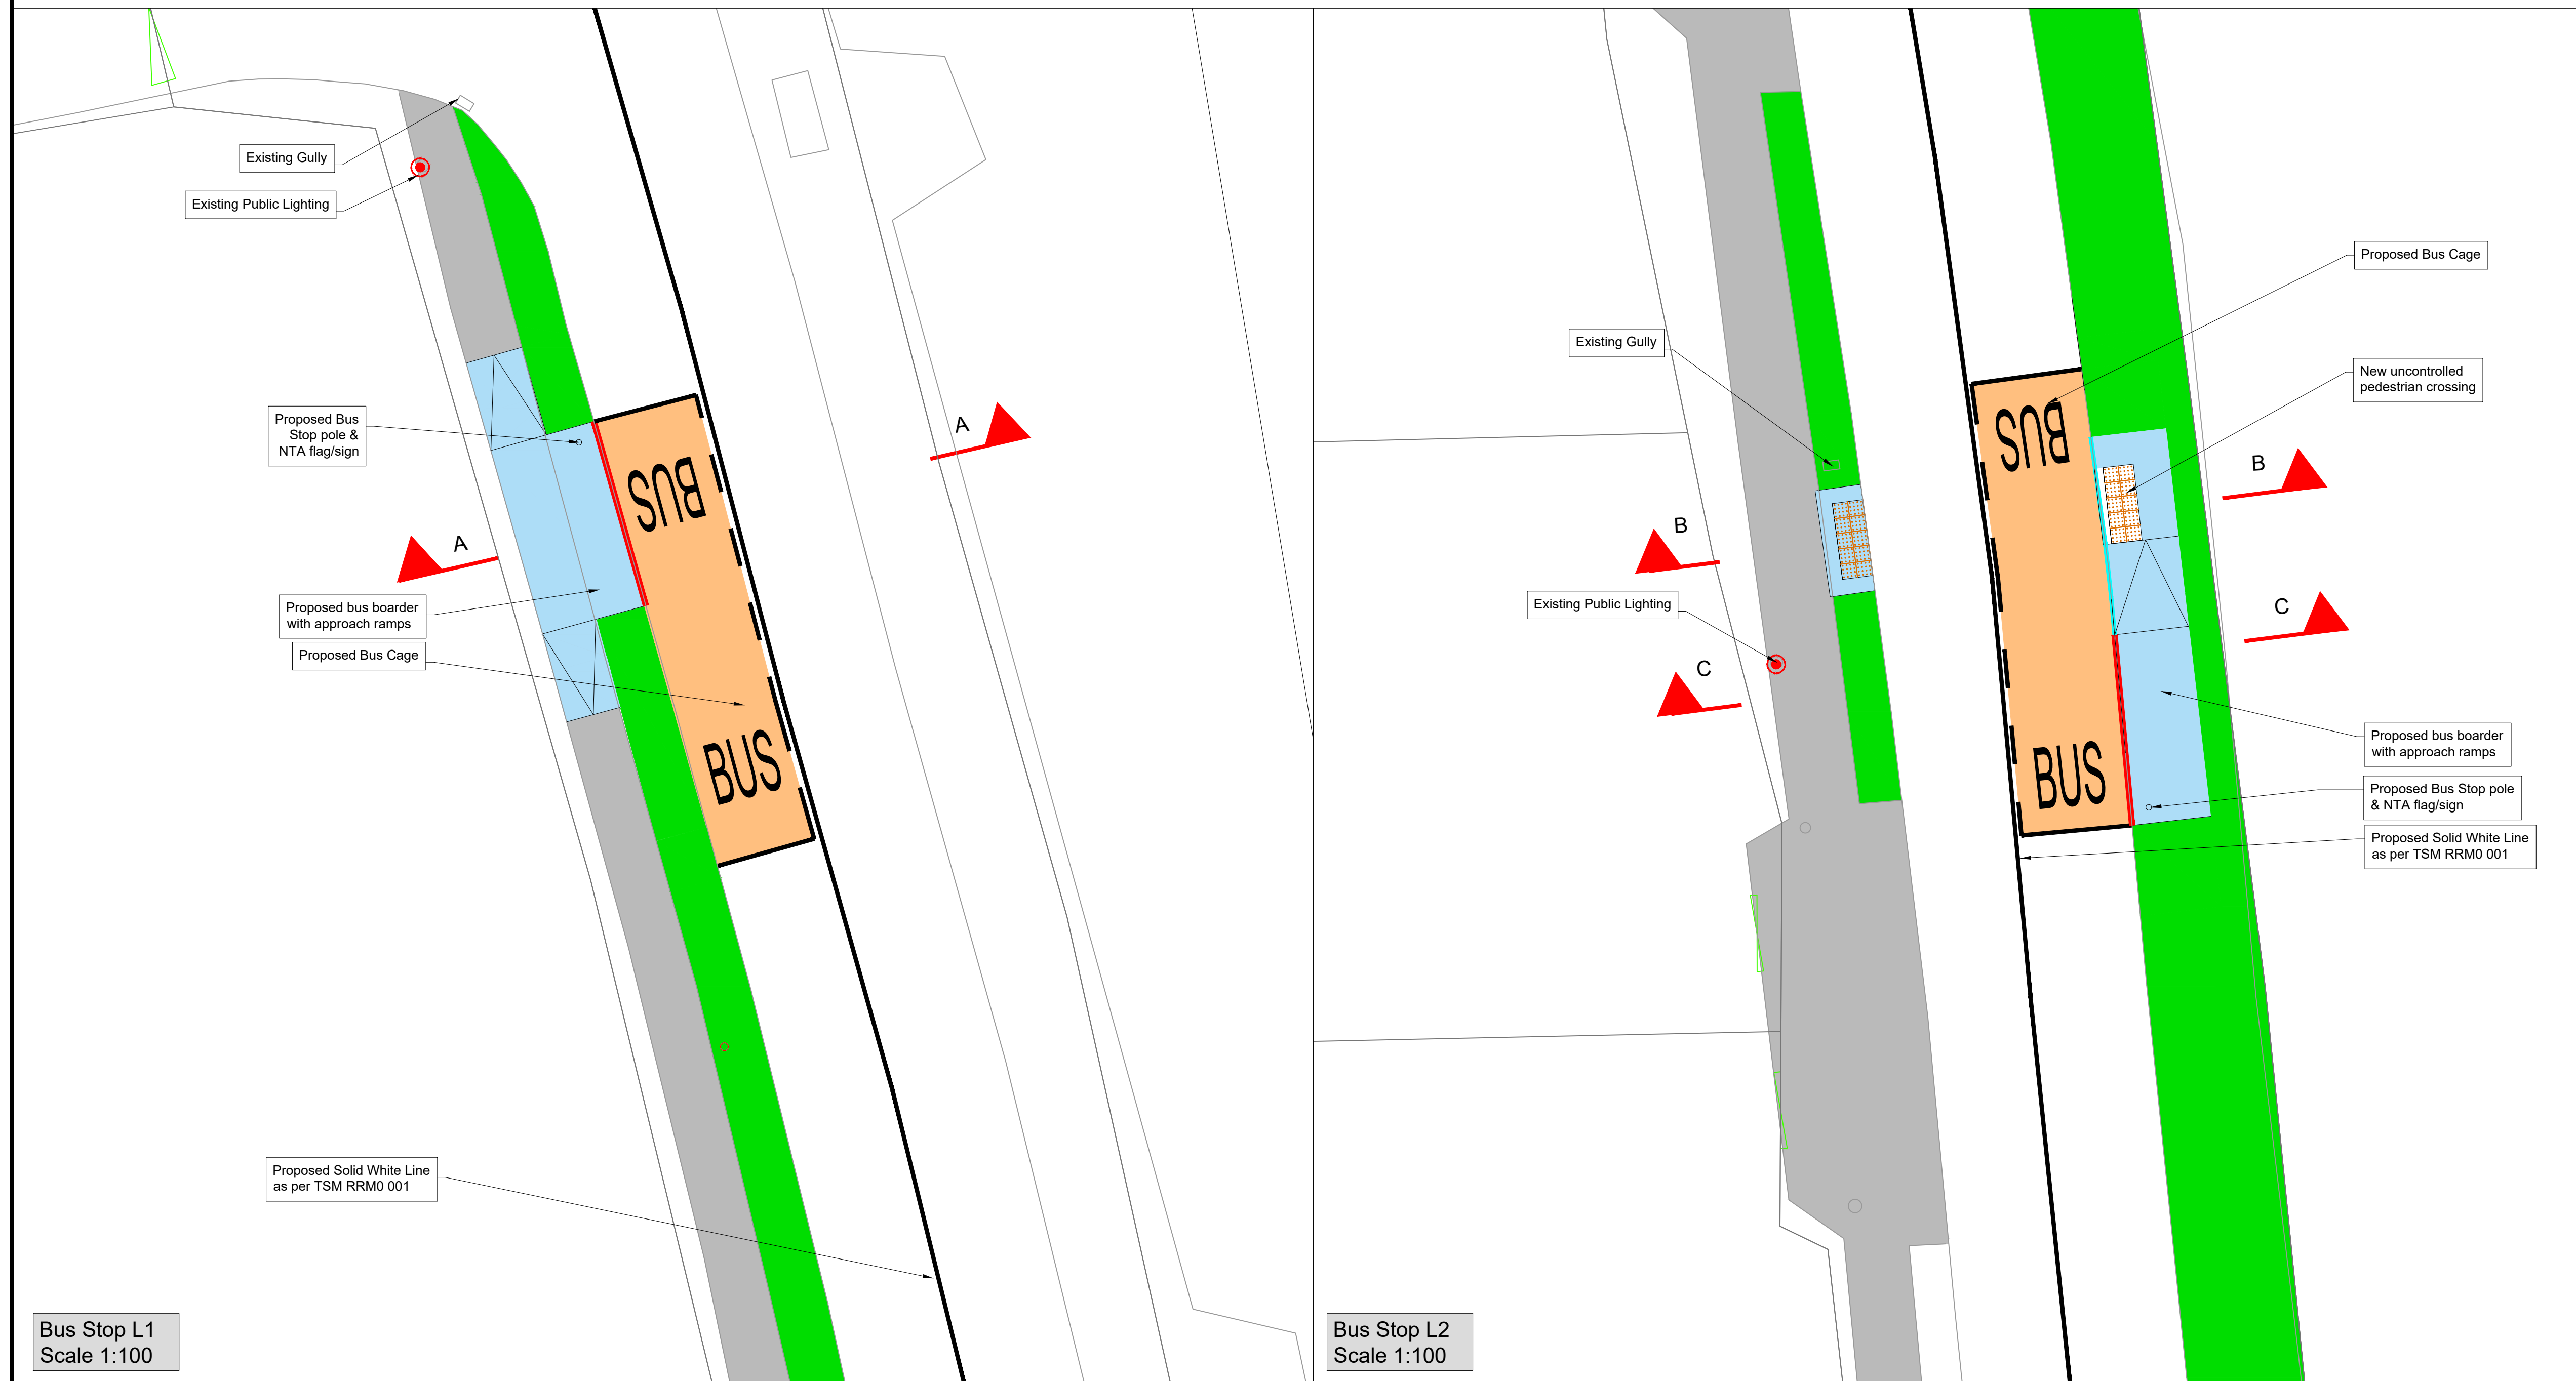 Existing Gully
Existing Public Lighting
Proposed Bus
Stop pole &
NTA flag/sign
A
A
Proposed bus boarder
with approach ramps
Proposed Bus Cage
BUS
BUS
Proposed Solid White Line
as per TSM RRM0 001
Bus Stop L1
Scale 1:100
Existing Gully
B
Existing Public Lighting
C
BUS
BUS
Proposed Bus Cage
New uncontrolled
pedestrian crossing
B
C
Proposed bus boarder
with approach ramps
Proposed Bus Stop pole
& NTA flag/sign
Proposed Solid White Line
as per TSM RRM0 001
Bus Stop L2
Scale 1:100